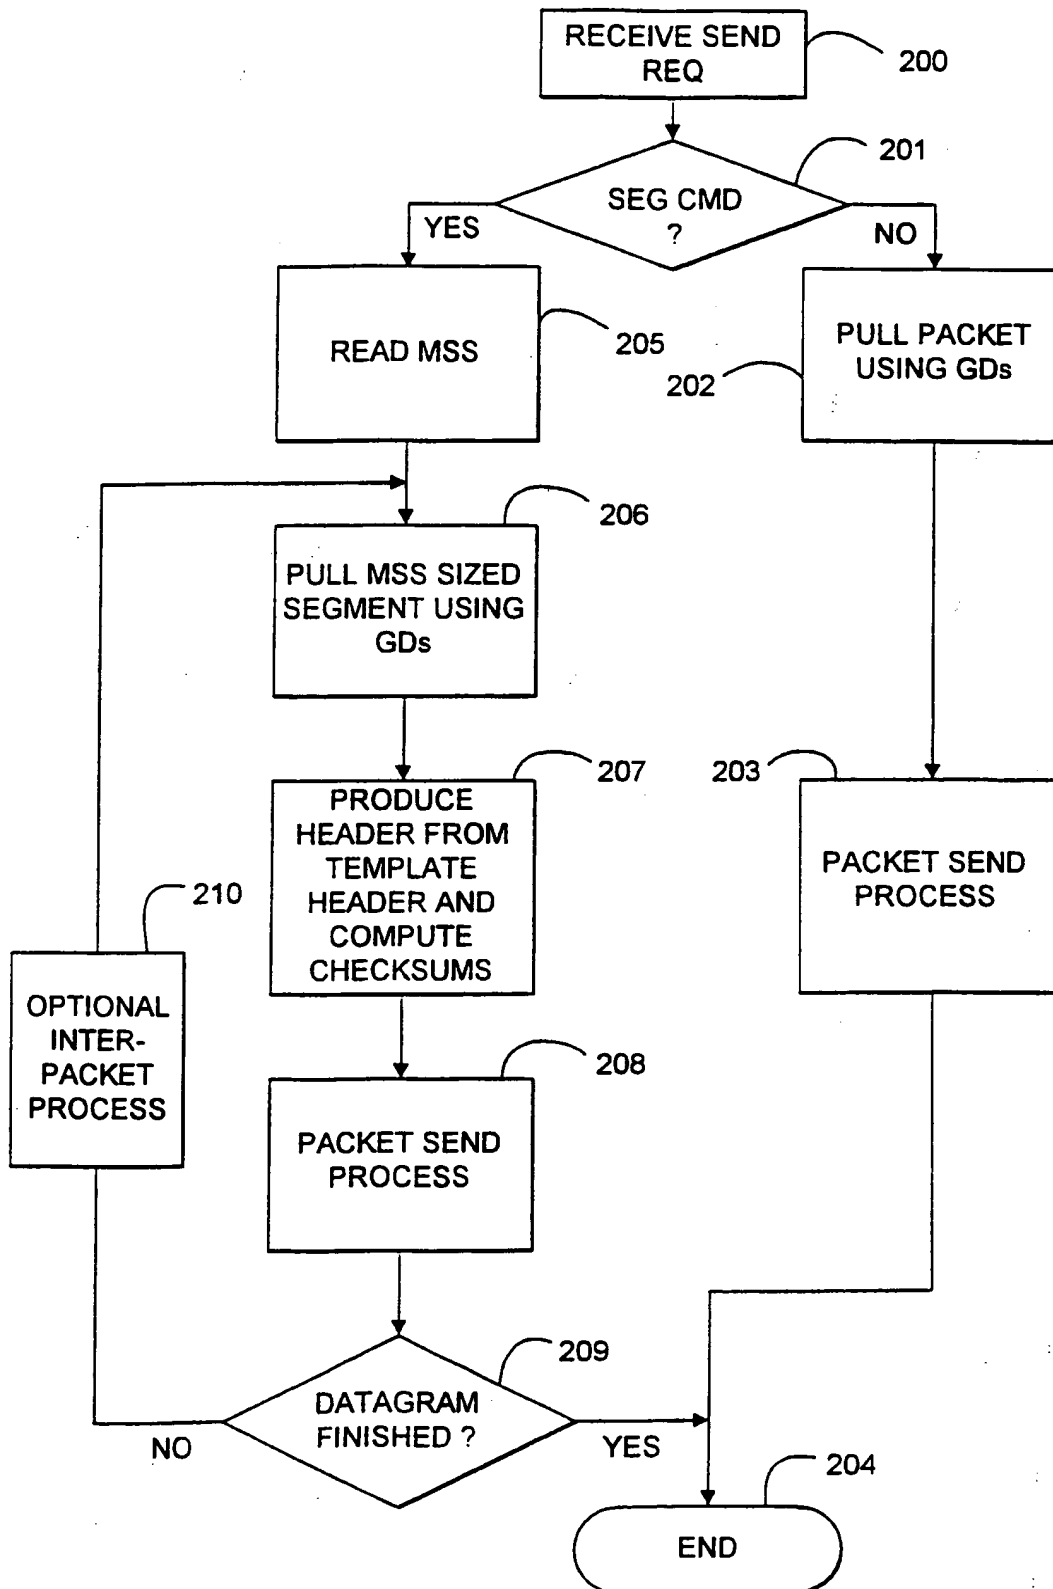 RECEIVE SEND
REQ
200
201
SEG CMD
?
YES
NO
READ MSS
205
PULL PACKET
USING GDs
202
206
PULL MSS SIZED
SEGMENT USING
GDs
207
PRODUCE
HEADER FROM
TEMPLATE
HEADER AND
COMPUTE
CHECKSUMS
203
PACKET SEND
PROCESS
210
OPTIONAL
INTER-
PACKET
PROCESS
208
PACKET SEND
PROCESS
209
DATAGRAM
FINISHED ?
NO
YES
204
END